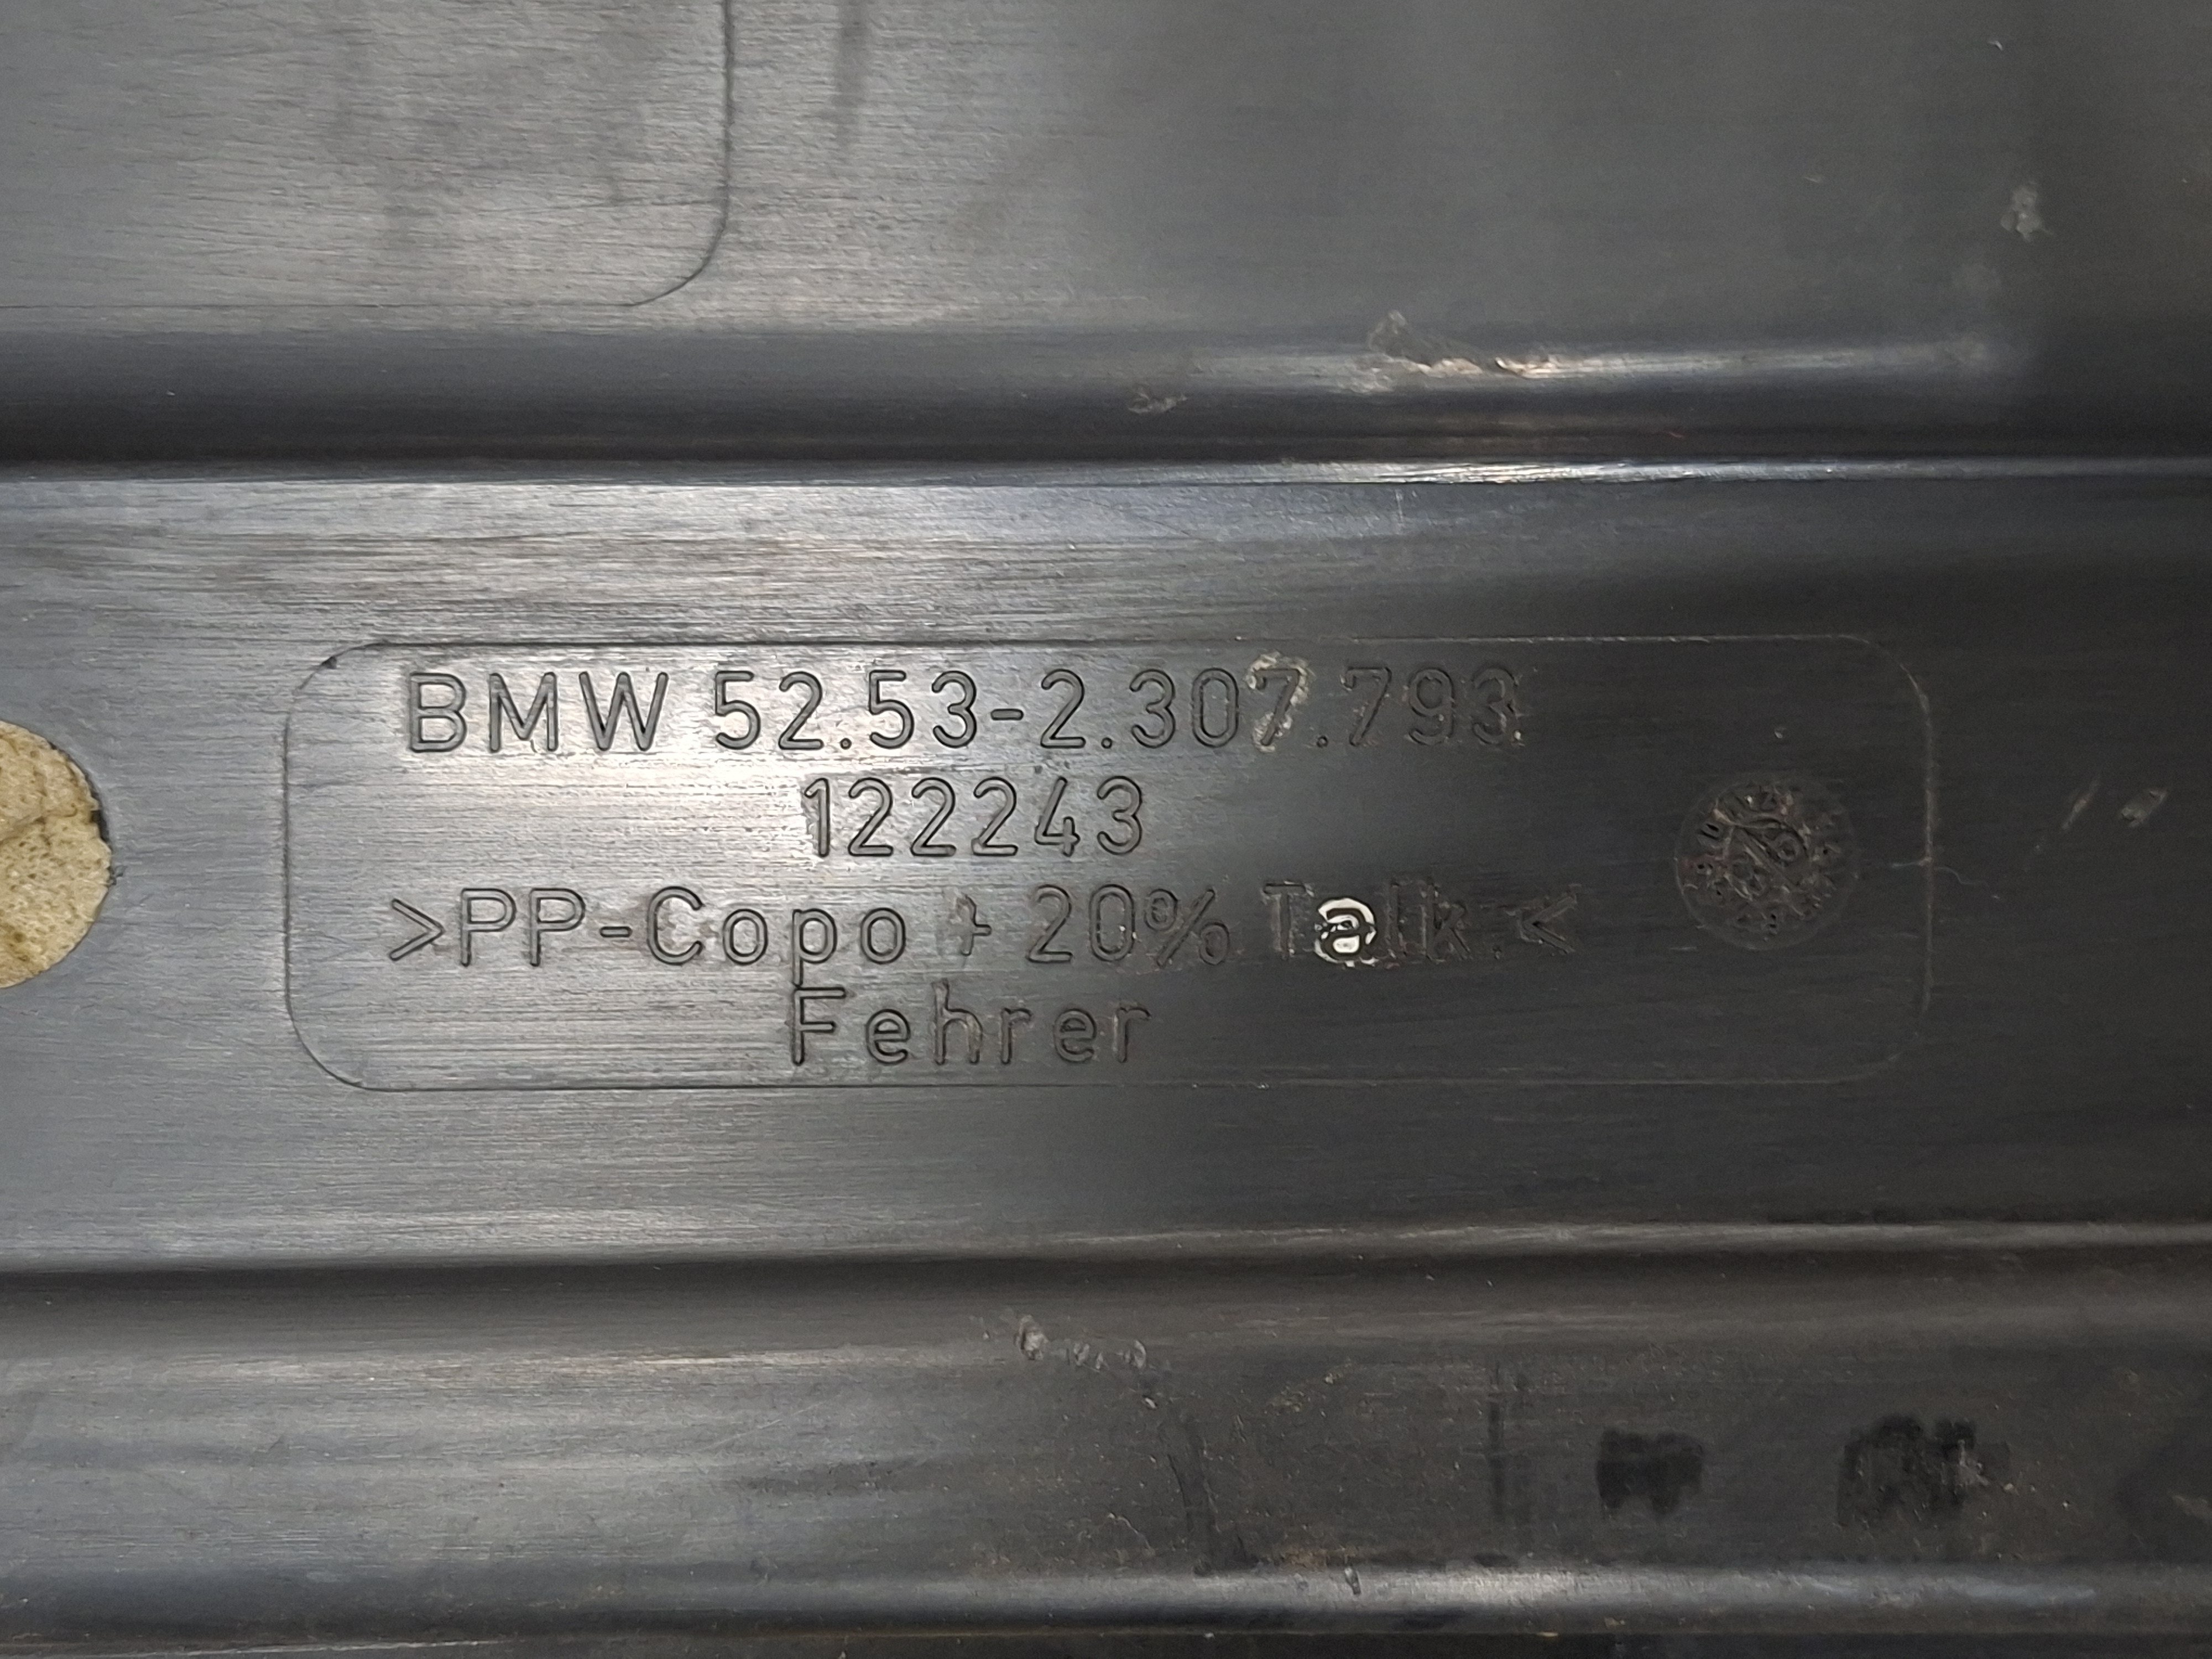 BMW 52.53-2.307.793
122243
>PP-Copo + 20% Talk.<
Fehrer